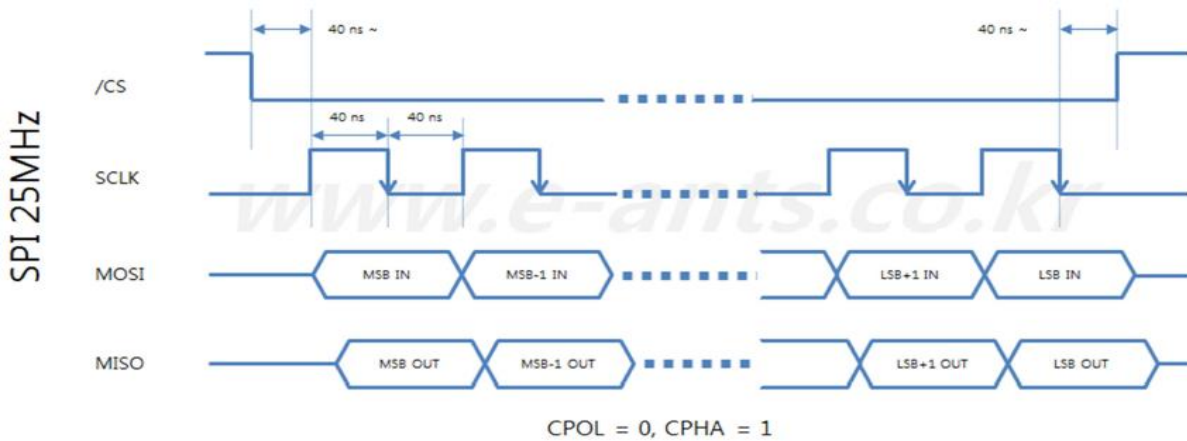 SPI 25MHz
40 ns ~ 40 ns ~
/CS
40 ns 40 ns
SCLK
www.e-ants.co.kr
MOSI MSB IN MSB-1 IN LSB+1 IN LSB IN
MISO MSB OUT MSB-1 OUT LSB+1 OUT LSB OUT
CPOL = 0, CPHA = 1